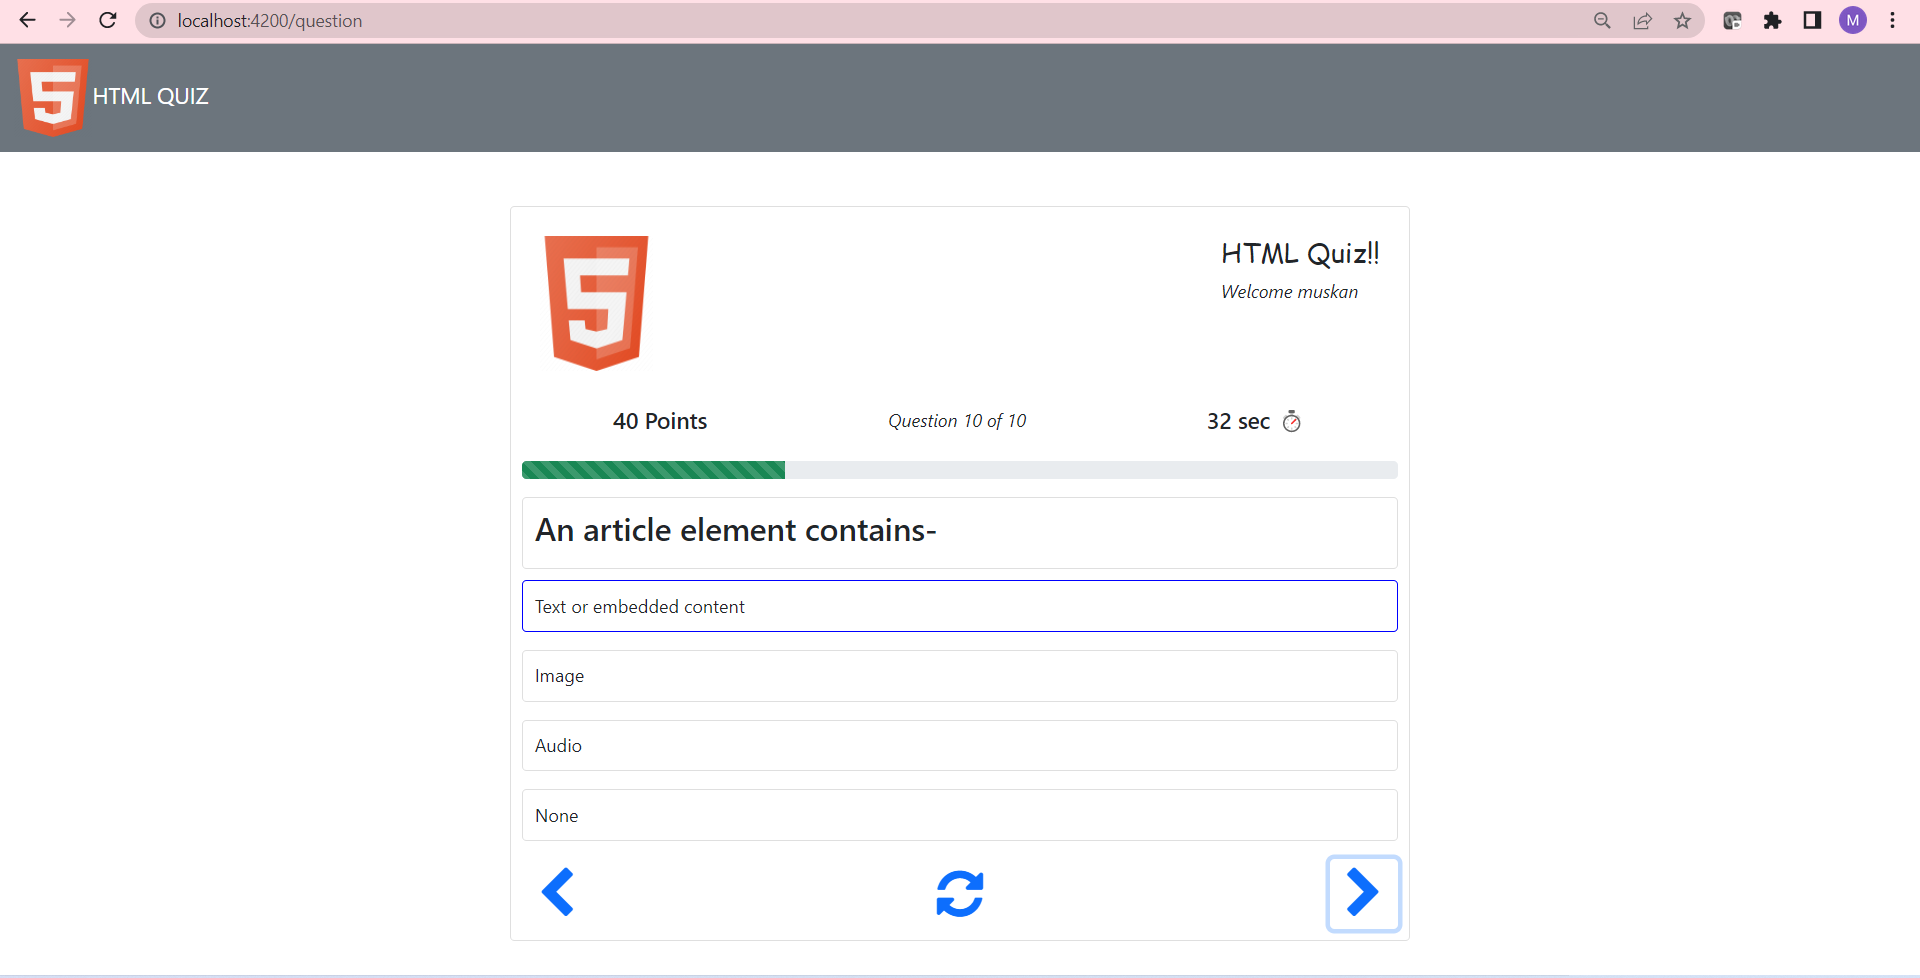 localhost:4200/question
M
HTML QUIZ
HTML Quiz!!
Welcome muskan
40 Points
Question 10 of 10
32 sec
An article element contains-
Text or embedded content
Image
Audio
None